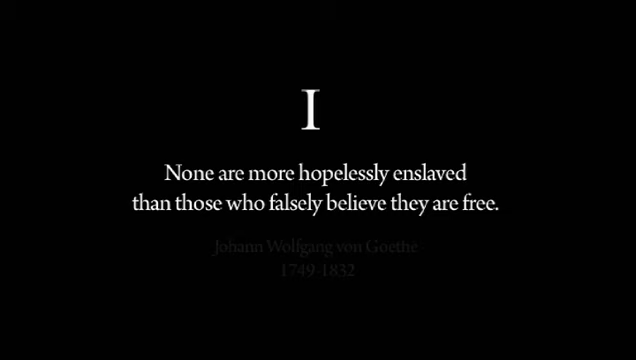 I
None are more hopelessly enslaved
than those who falsely believe they are free.
Johann Wolfgang von Goethe
1749-1832